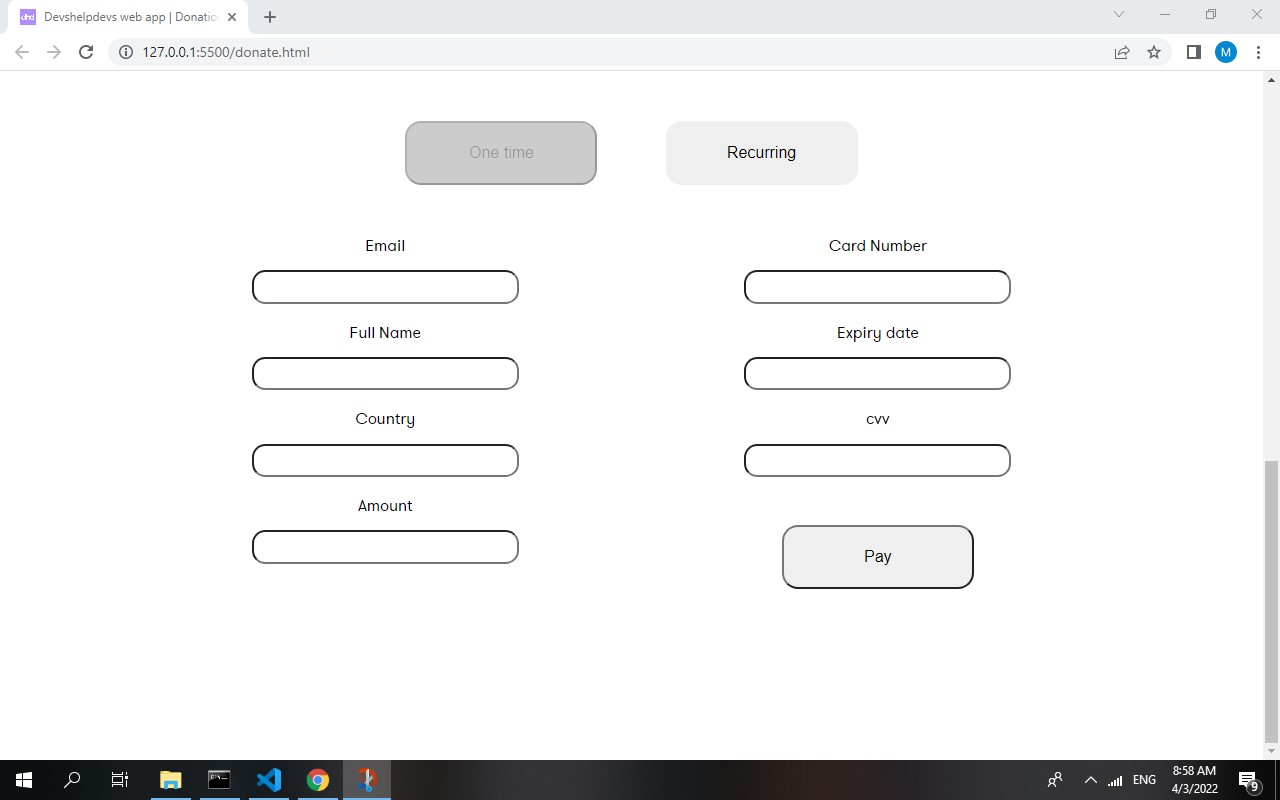 dhd Devshelpdevs web app | Donatio
127.0.0.1:5500/donate.html
M
One time Recurring
Email Card Number
Full Name Expiry date
Country cvv
Amount
Pay
ENG 8:58 AM
4/3/2022 9